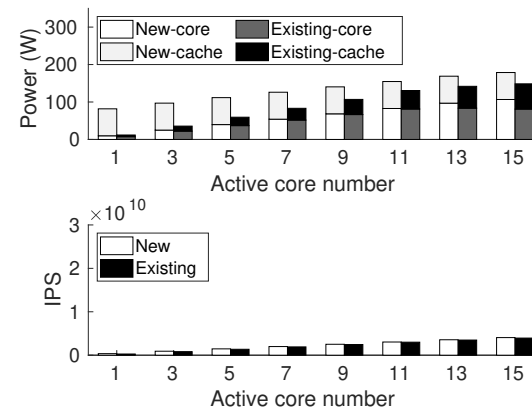 Power (W)
300
200
100
0
New-core
Existing-core
New-cache
Existing-cache
1 3 5 7 9 11 13 15
Active core number
×10^10
IPS
3
2
1
0
New
Existing
1 3 5 7 9 11 13 15
Active core number